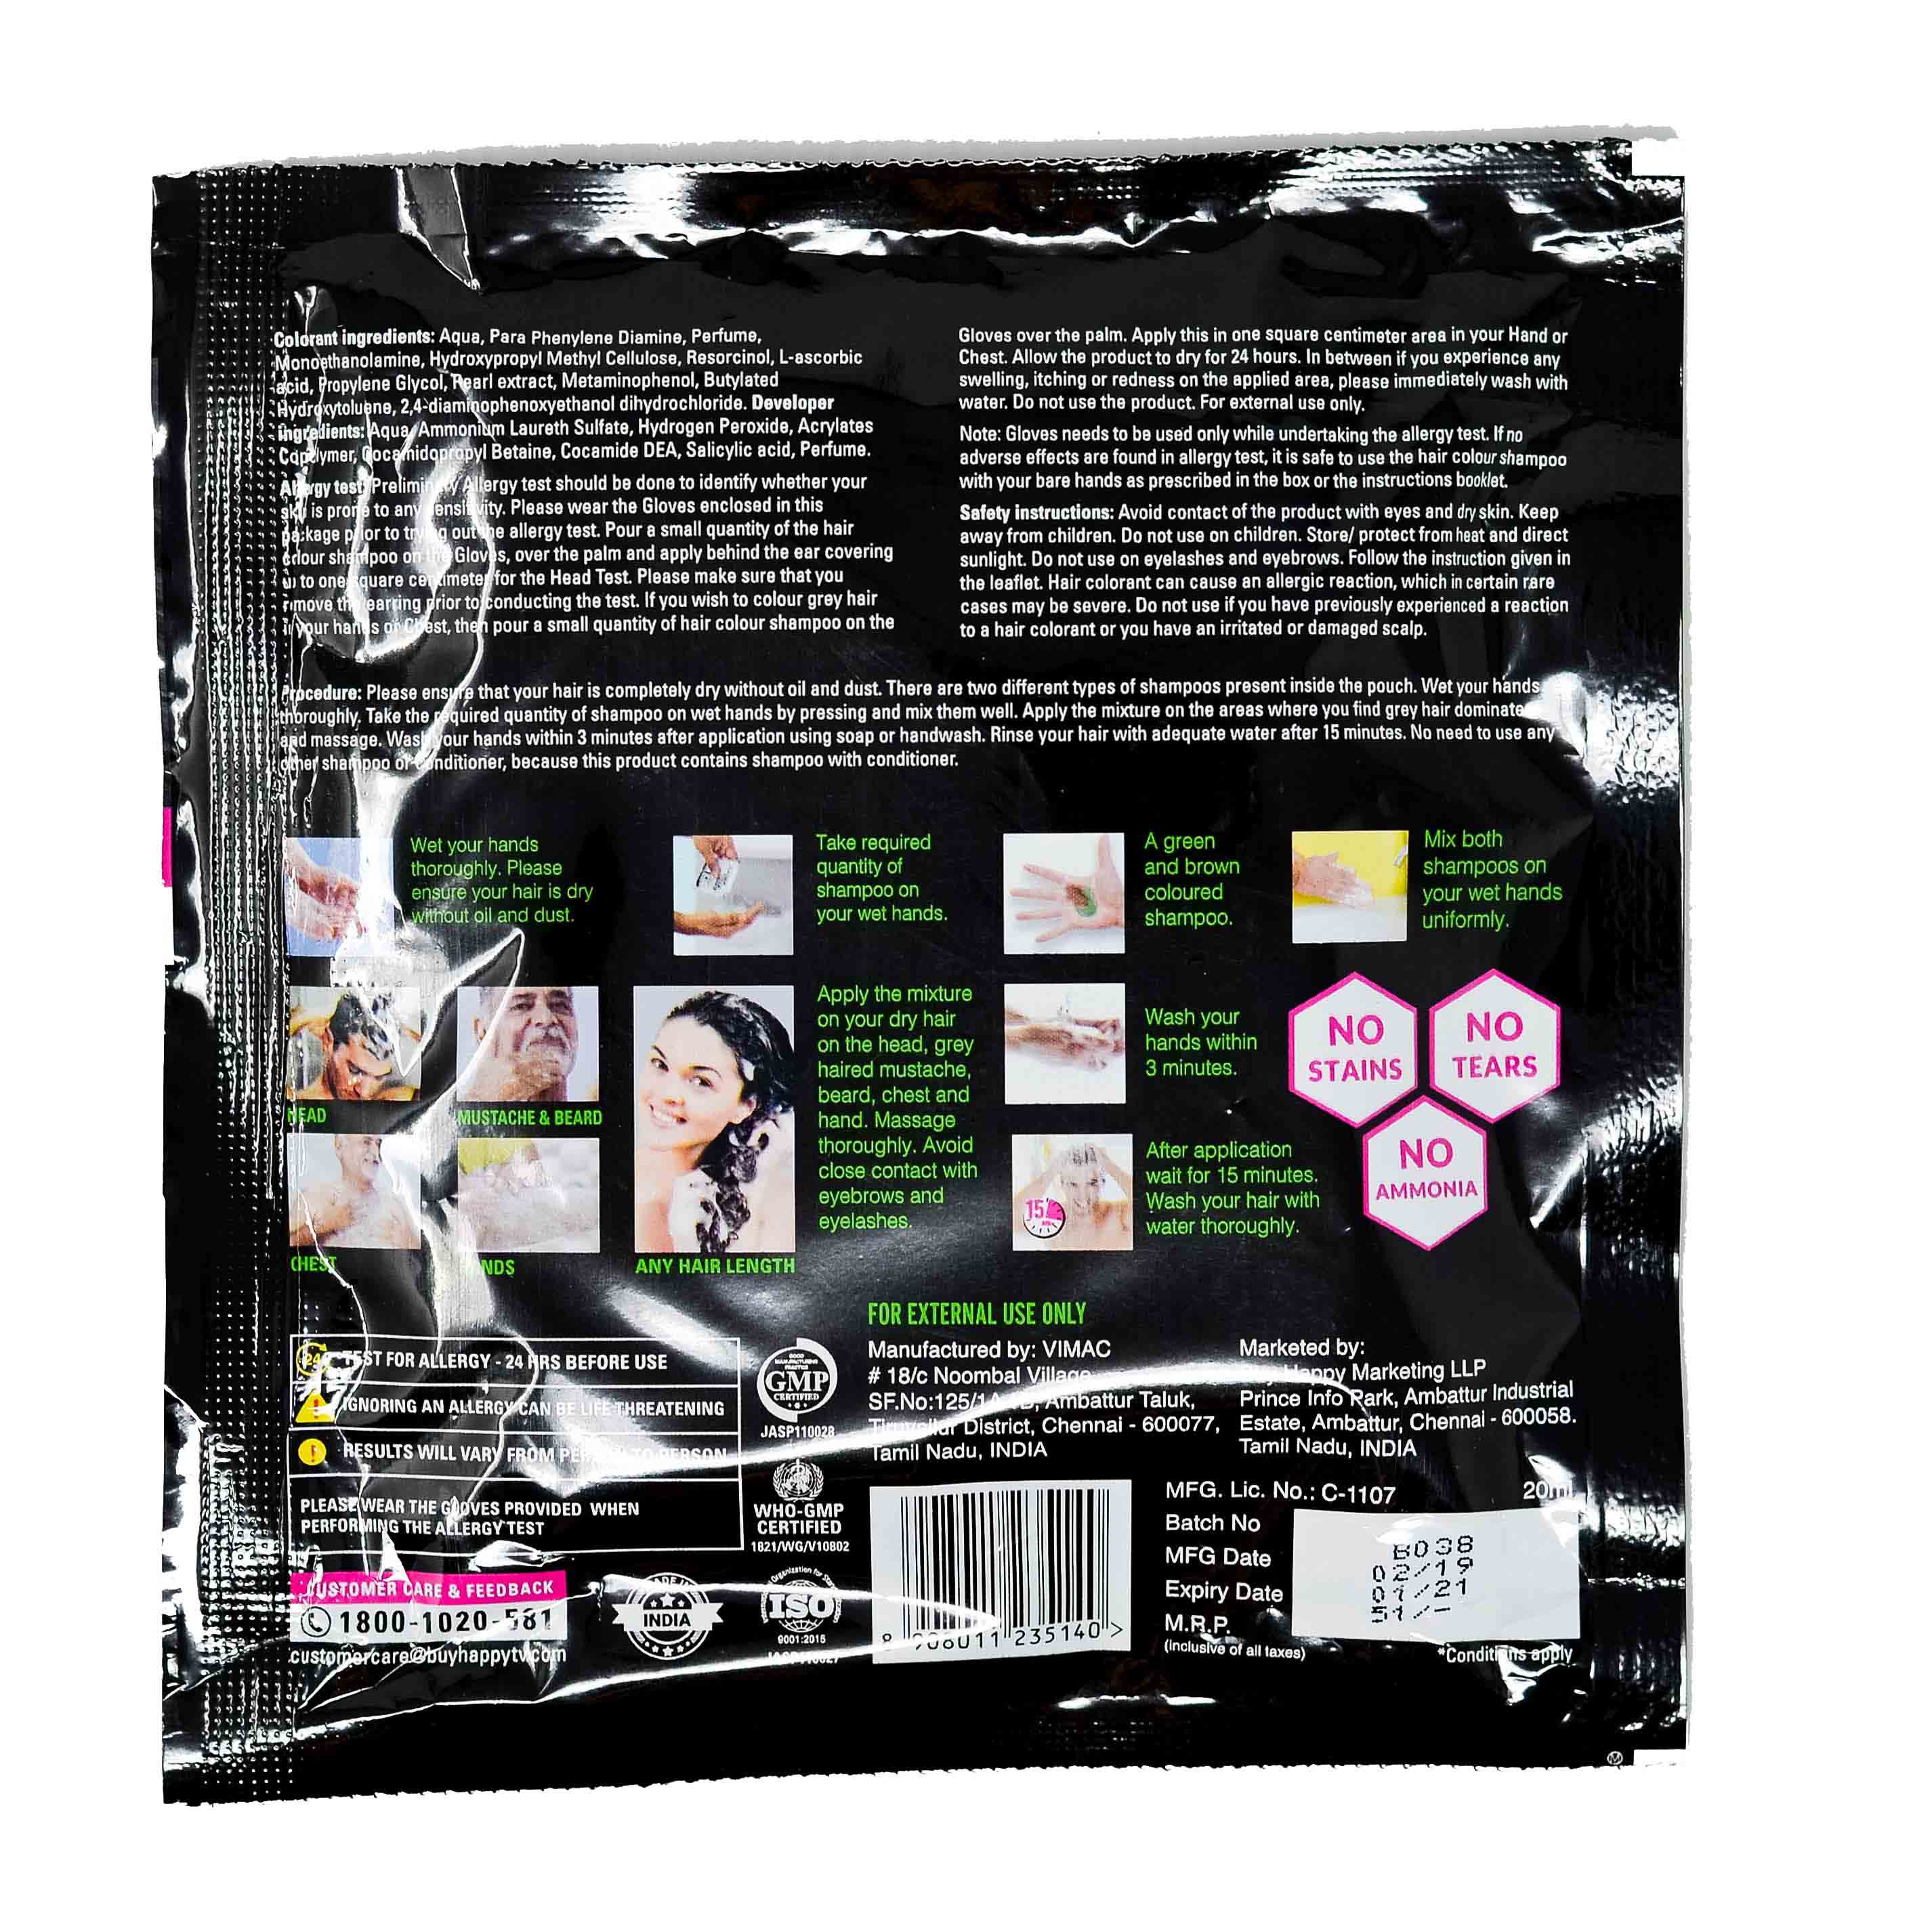 Colorant ingredients: Aqua, Para Phenylene Diamine, Perfume,
Monoethanolamine, Hydroxypropyl Methyl Cellulose, Resorcinol, L-ascorbic
acid, Propylene Glycol, Pearl extract, Metaminophenol, Butylated
Hydroxytoluene, 2,4-diaminophenoxyethanol dihydrochloride. Developer
ingredients: Aqua, Ammonium Laureth Sulfate, Hydrogen Peroxide, Acrylates
Copolymer, Cocamidopropyl Betaine, Cocamide DEA, Salicylic acid, Perfume.
Allergy test: Preliminary Allergy test should be done to identify whether your
skin is prone to any sensitivity. Please wear the Gloves enclosed in this
package prior to trying out the allergy test. Pour a small quantity of the hair
colour shampoo on the Gloves, over the palm and apply behind the ear covering
up to one square centimeter for the Head Test. Please make sure that you
remove the earring prior to conducting the test. If you wish to colour grey hair
in your hands or Chest, then pour a small quantity of hair colour shampoo on the
Gloves over the palm. Apply this in one square centimeter area in your Hand or
Chest. Allow the product to dry for 24 hours. In between if you experience any
swelling, itching or redness on the applied area, please immediately wash with
water. Do not use the product. For external use only.
Note: Gloves needs to be used only while undertaking the allergy test. If no
adverse effects are found in allergy test, it is safe to use the hair colour shampoo
with your bare hands as prescribed in the box or the instructions booklet.
Safety instructions: Avoid contact of the product with eyes and dry skin. Keep
away from children. Do not use on children. Store/ protect from heat and direct
sunlight. Do not use on eyelashes and eyebrows. Follow the instruction given in
the leaflet. Hair colorant can cause an allergic reaction, which in certain rare
cases may be severe. Do not use if you have previously experienced a reaction
to a hair colorant or you have an irritated or damaged scalp.
Procedure: Please ensure that your hair is completely dry without oil and dust. There are two different types of shampoos present inside the pouch. Wet your hands
thoroughly. Take the required quantity of shampoo on wet hands by pressing and mix them well. Apply the mixture on the areas where you find grey hair dominate
and massage. Wash your hands within 3 minutes after application using soap or handwash. Rinse your hair with adequate water after 15 minutes. No need to use any
other shampoo or conditioner, because this product contains shampoo with conditioner.
Wet your hands
thoroughly. Please
ensure your hair is dry
without oil and dust.
Take required
quantity of
shampoo on
your wet hands.
A green
and brown
coloured
shampoo.
Mix both
shampoos on
your wet hands
uniformly.
HEAD
MUSTACHE & BEARD
CHEST
ANY HAIR LENGTH
Apply the mixture
on your dry hair
on the head, grey
haired mustache,
beard, chest and
hand. Massage
thoroughly. Avoid
close contact with
eyebrows and
eyelashes.
Wash your
hands within
3 minutes.
15
After application
wait for 15 minutes.
Wash your hair with
water thoroughly.
NO
STAINS
NO
TEARS
NO
AMMONIA
24
TEST FOR ALLERGY - 24 HRS BEFORE USE
IGNORING AN ALLERGY CAN BE LIFE THREATENING
RESULTS WILL VARY FROM PERSON TO PERSON
PLEASE WEAR THE GLOVES PROVIDED WHEN
PERFORMING THE ALLERGY TEST
CUSTOMER CARE & FEEDBACK
1800-1020-581
customercare@buyhappytv.com
GOOD
MANUFACTURING
PRACTICE
GMP
CERTIFIED
JASP110028
WHO-GMP
CERTIFIED
1821/WG/V10802
MADE IN
INDIA
ISO
9001:2015
FOR EXTERNAL USE ONLY
Manufactured by: VIMAC
# 18/c Noombal Village
Ambattur Taluk,
District, Chennai - 600077,
Tamil Nadu, INDIA
Marketed by:
Happy Marketing LLP
Prince Info Park, Ambattur Industrial
Estate, Ambattur, Chennai - 600058.
Tamil Nadu, INDIA
8 908011 235140 >
MFG. Lic. No.: C-1107
20ml
Batch No B038
MFG Date 02/19
Expiry Date 01/21
M.R.P. 51/-
(inclusive of all taxes)
*Conditions apply